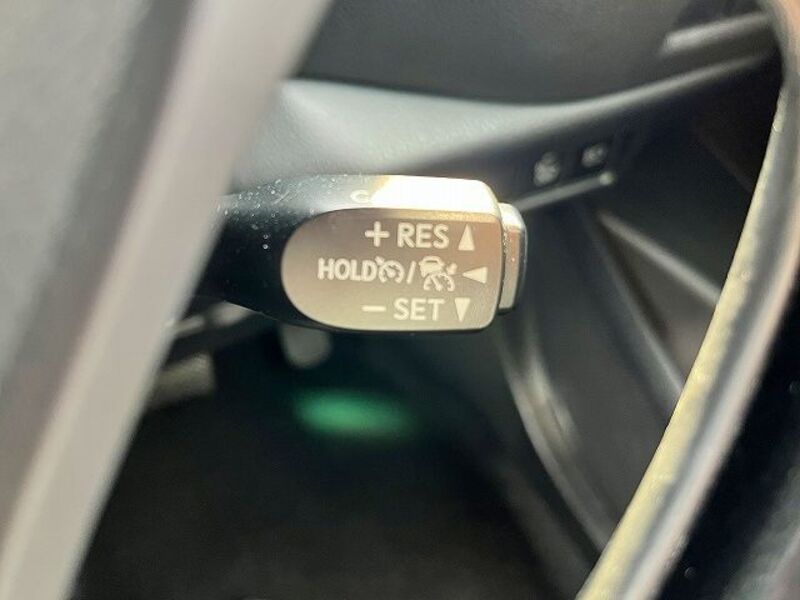 + RES ▲
HOLD / ◀
– SET ▼